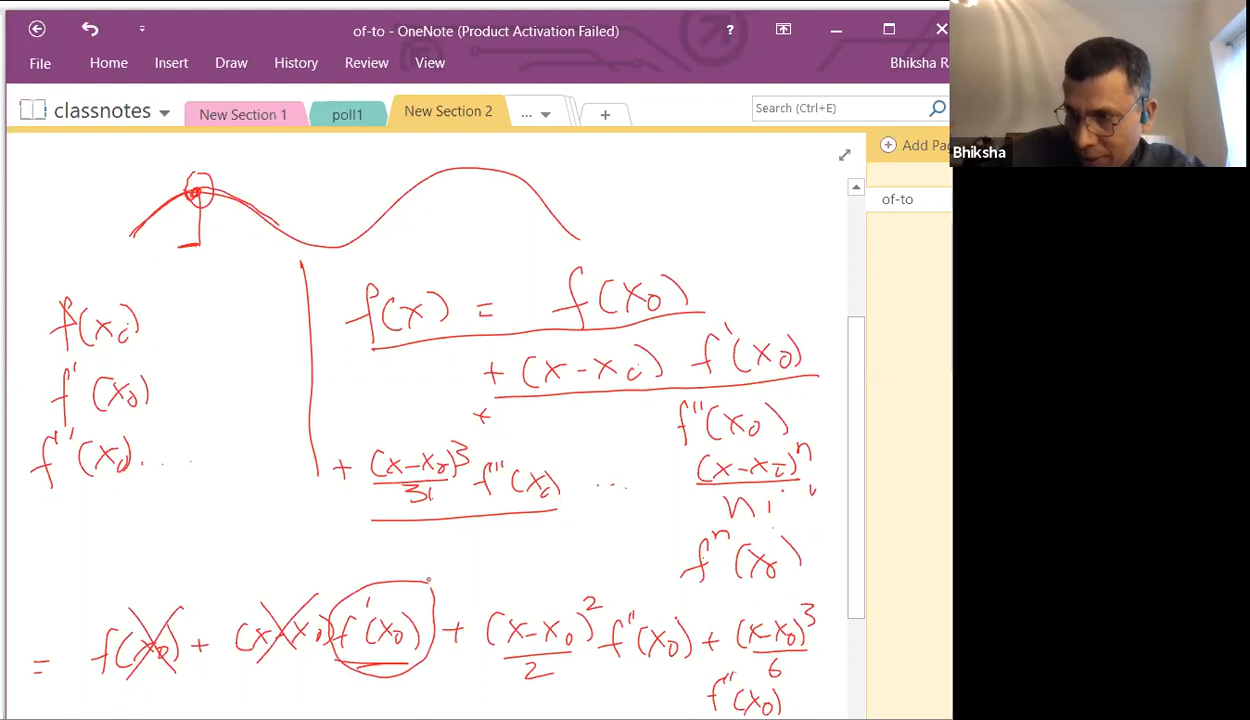 of-to - OneNote (Product Activation Failed)
?
File Home Insert Draw History Review View
Bhiksha R
classnotes
New Section 1
poll1
New Section 2
...
+
Search (Ctrl+E)
Bhiksha
Add Pag
of-to
f(x) = f(x0)
f(x0)
+ (x-x0) f'(x0)
f'(x0)
+
f''(x0)
f''(x0) ...
+ (x-x0)^3/3! f''(x0) ... (x-x0)^n/n!
f^n(x0)
= f(x0) + (x-x0) f'(x0) + (x-x0)^2/2 f''(x0) + (x-x0)^3/6
f''(x0)